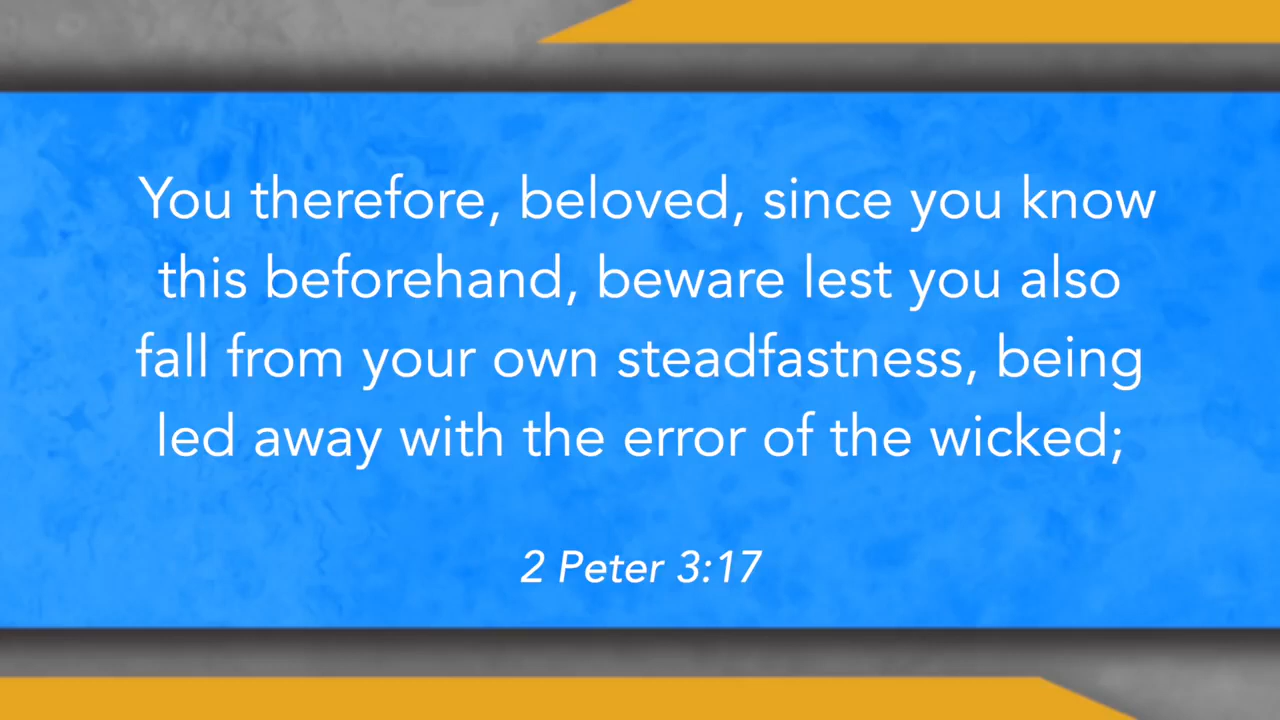 You therefore, beloved, since you know
this beforehand, beware lest you also
fall from your own steadfastness, being
led away with the error of the wicked;
2 Peter 3:17